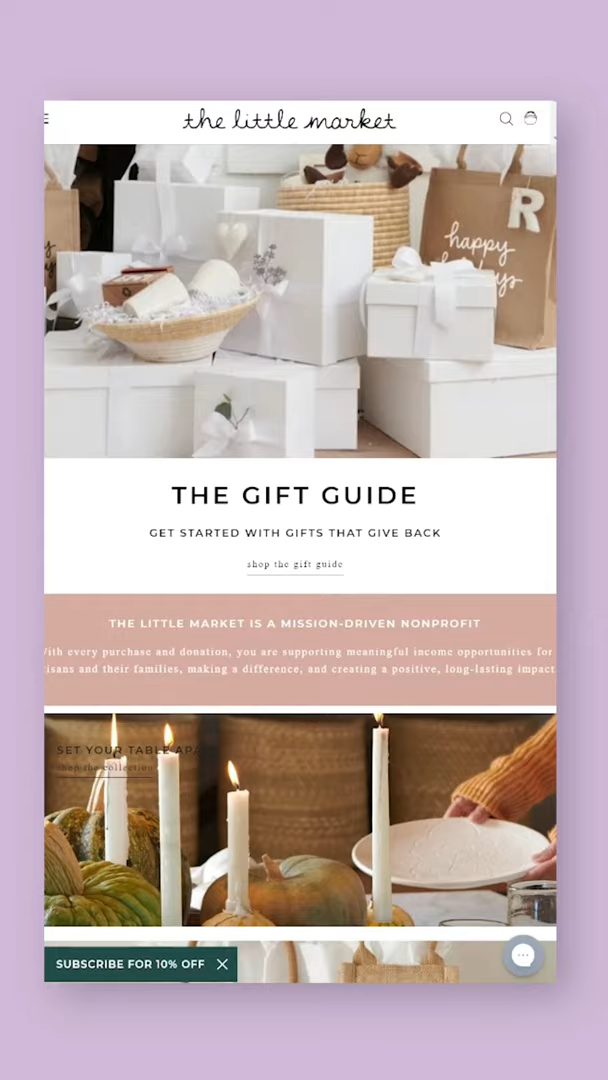 the little market
R
happy
THE GIFT GUIDE
GET STARTED WITH GIFTS THAT GIVE BACK
shop the gift guide
THE LITTLE MARKET IS A MISSION-DRIVEN NONPROFIT
With every purchase and donation, you are supporting meaningful income opportunities for
tisans and their families, making a difference, and creating a positive, long-lasting impact
SET YOUR TABLE APA
shop the collection
SUBSCRIBE FOR 10% OFF